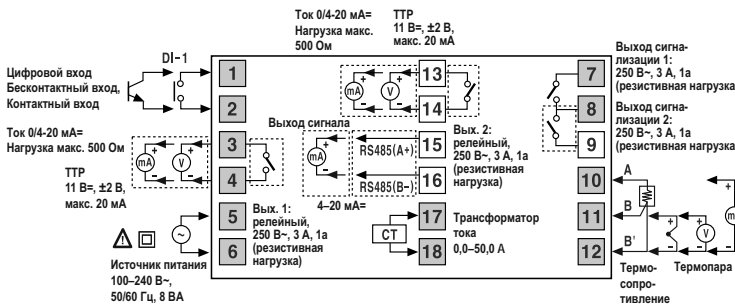 Ток 0/4-20 мА=
Нагрузка макс.
500 Ом
ТТР
11 В=, ±2 В,
макс. 20 мА
DI-1
Цифровой вход
Бесконтактный вход,
Контактный вход
Ток 0/4-20 мА=
Нагрузка макс. 500 Ом
mA
V
ТТР
11 В=, ±2 В,
макс. 20 мА
Источник питания
100–240 В~,
50/60 Гц, 8 ВА
1
2
3
4
5
6
Вых. 1:
релейный,
250 В~, 3 А, 1а
(резистивная
нагрузка)
mA
V
13
14
Выход сигнала
mA
4–20 мА=
RS485(A+)
RS485(B-)
15
16
Вых. 2:
релейный,
250 В~, 3 А, 1а
(резистивная
нагрузка)
CT
17
18
Трансформатор
тока
0,0–50,0 А
7
8
9
10
11
12
Выход сигна-
лизации 1:
250 В~, 3 А, 1а
(резистивная нагрузка
Выход сигна-
лизации 2:
250 В~, 3 А, 1а
(резистивная нагрузка
A
B
B'
V
Термо-
сопро-
тивление
Термопара